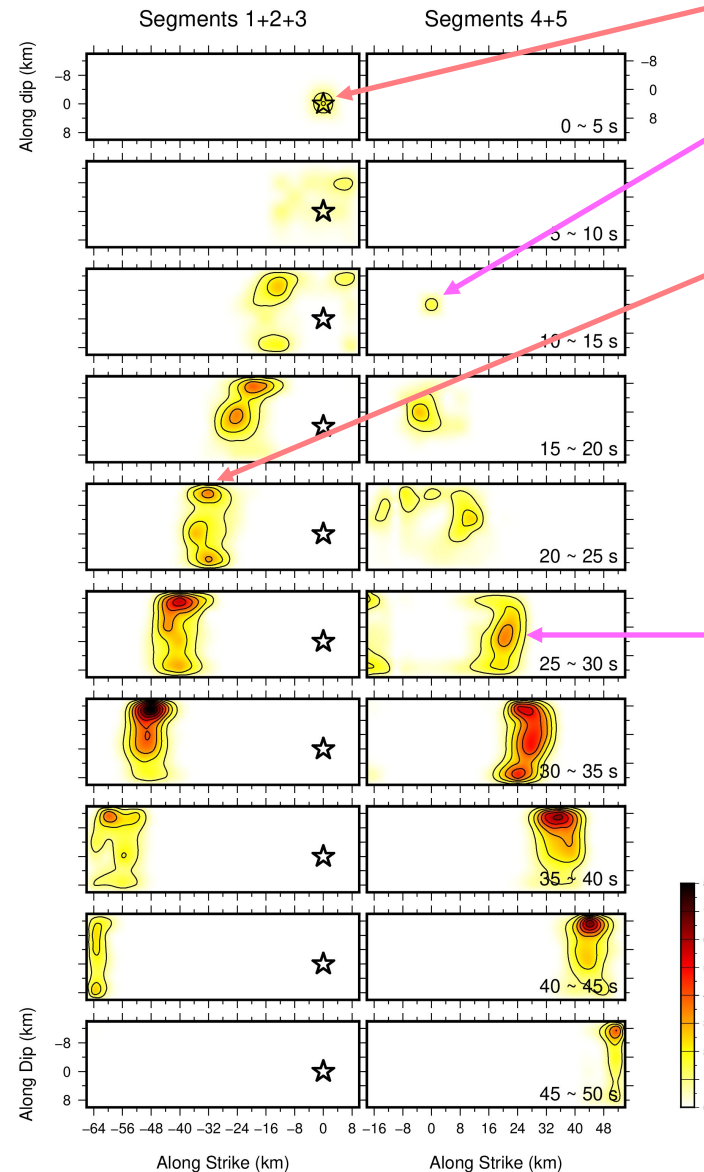 Segments 1+2+3 Segments 4+5
Along dip (km)
−8 −8
0 0
8 8
0 ~ 5 s
5 ~ 10 s
10 ~ 15 s
15 ~ 20 s
20 ~ 25 s
25 ~ 30 s
30 ~ 35 s
35 ~ 40 s
40 ~ 45 s
Along Dip (km)
−8
0
8
45 ~ 50 s
−64 −56 −48 −40 −32 −24 −16 −8 0 8 −16 −8 0 8 16 24 32 40 48
Along Strike (km) Along Strike (km)